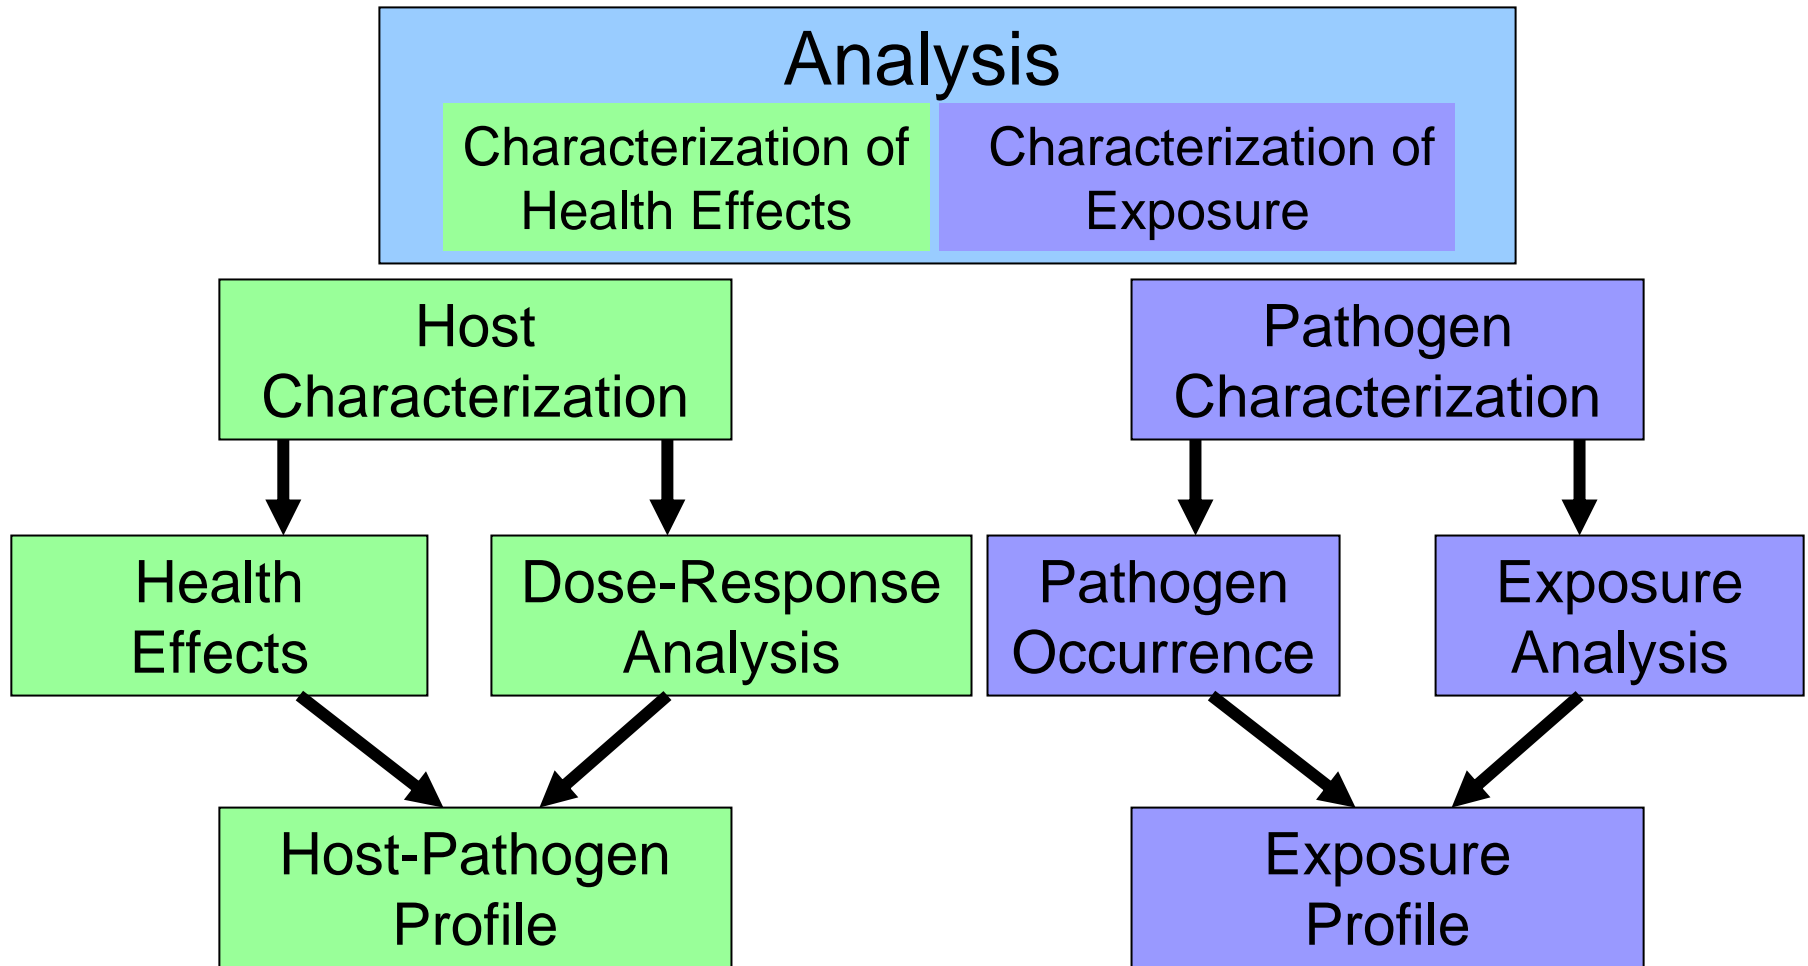 Analysis
Characterization of
Health Effects
Characterization of
Exposure
Host
Characterization
Pathogen
Characterization
Health
Effects
Dose-Response
Analysis
Pathogen
Occurrence
Exposure
Analysis
Host-Pathogen
Profile
Exposure
Profile